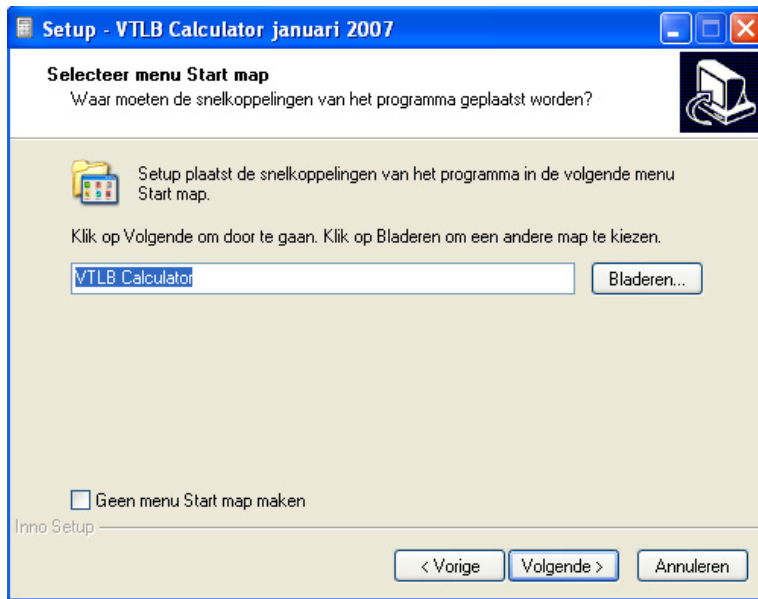 Setup - VTLB Calculator januari 2007
Selecteer menu Start map
Waar moeten de snelkoppelingen van het programma geplaatst worden?
Setup plaatst de snelkoppelingen van het programma in de volgende menu
Start map.
Klik op Volgende om door te gaan. Klik op Bladeren om een andere map te kiezen.
VTLB Calculator
Bladeren...
Geen menu Start map maken
Inno Setup
< Vorige
Volgende >
Annuleren